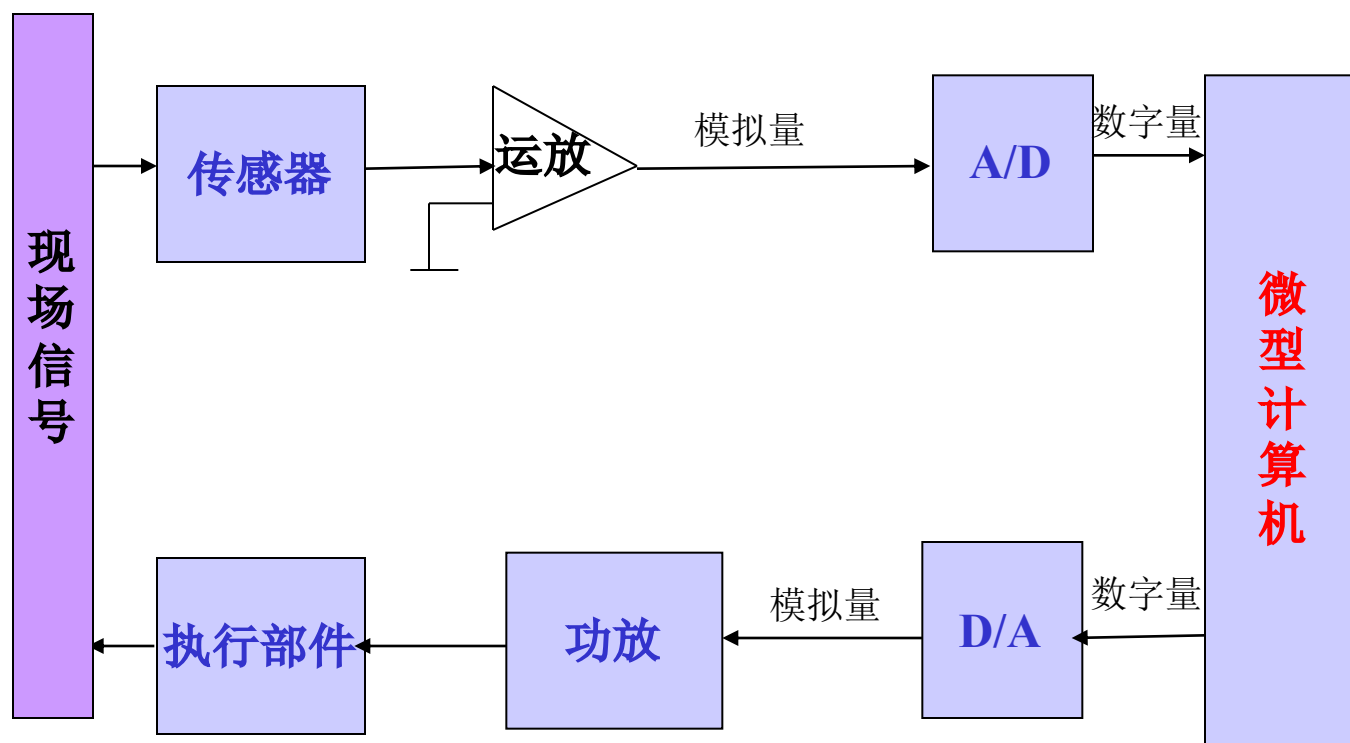 现场信号
传感器
运放
模拟量
A/D
数字量
微型计算机
执行部件
功放
模拟量
D/A
数字量